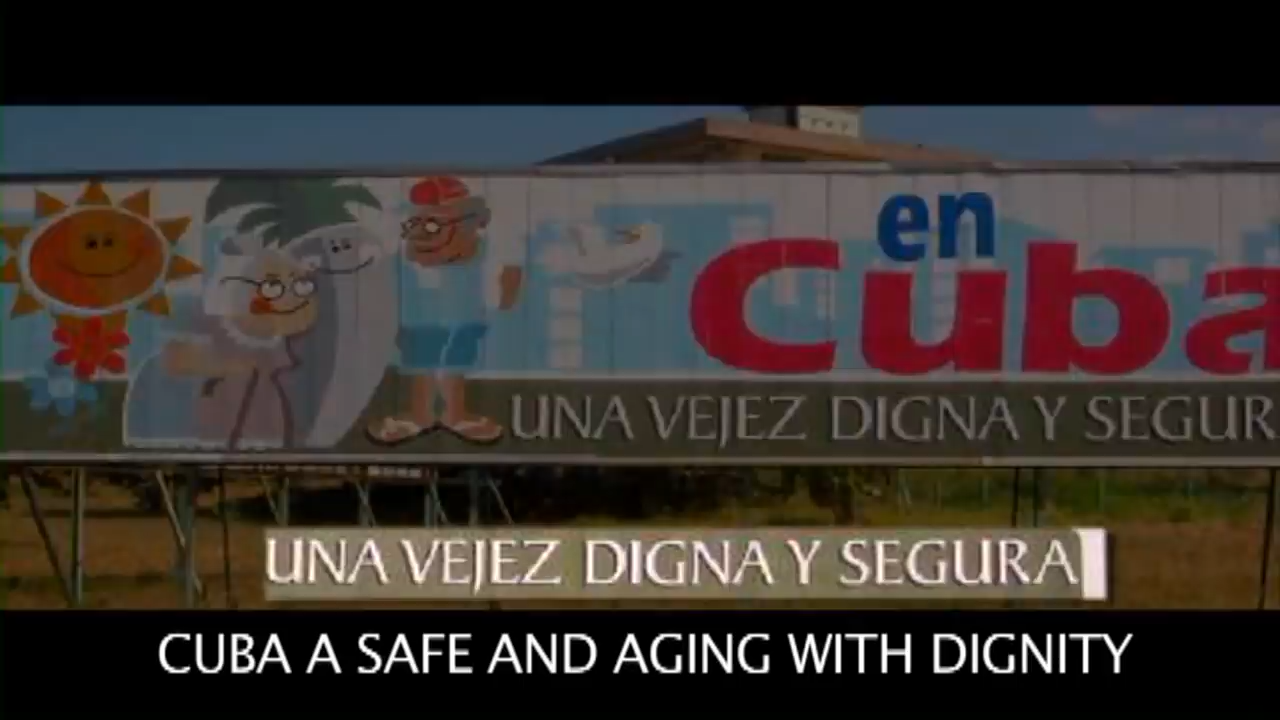 en
Cuba
UNA VEJEZ DIGNA Y SEGUR
UNA VEJEZ DIGNA Y SEGURA
CUBA A SAFE AND AGING WITH DIGNITY